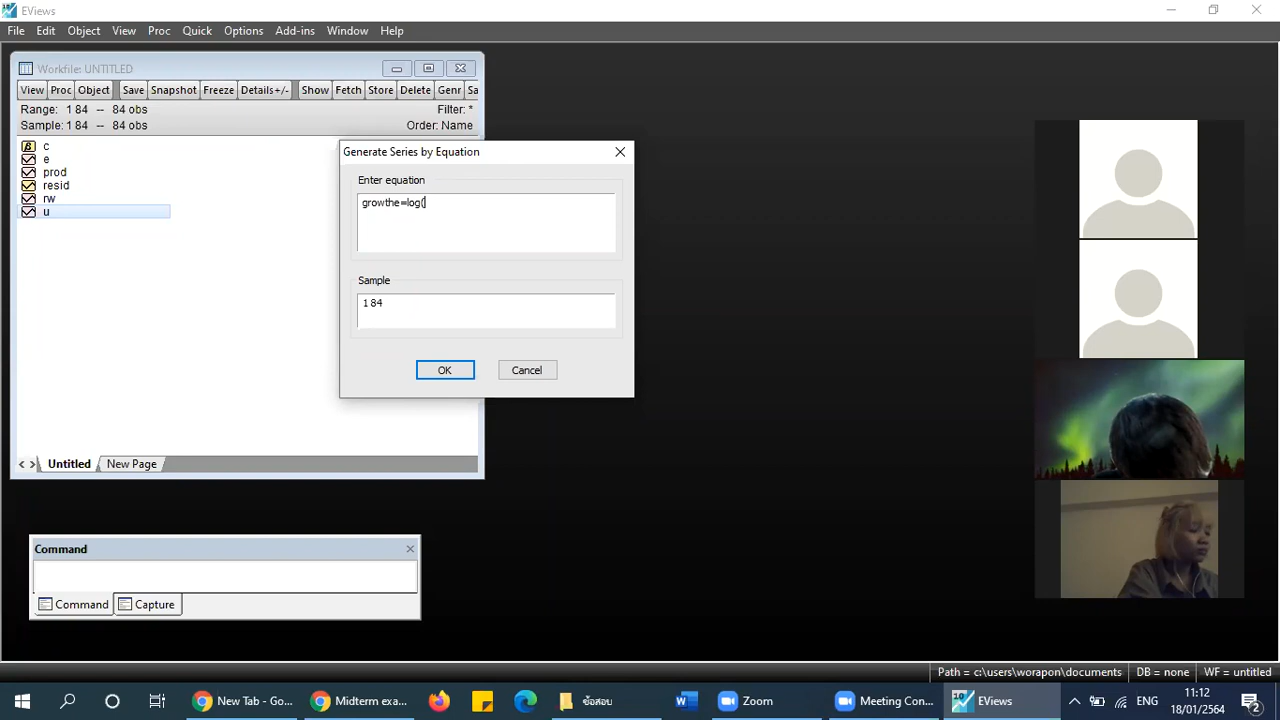 EViews
File Edit Object View Proc Quick Options Add-ins Window Help
Workfile: UNTITLED
View Proc Object Save Snapshot Freeze Details+/- Show Fetch Store Delete Genr Sa
Range: 1 84 -- 84 obs Filter: *
Sample: 1 84 -- 84 obs Order: Name
β c
e
prod
resid
rw
u
Untitled New Page
Generate Series by Equation
Enter equation
growthe=log(
Sample
1 84
OK Cancel
Command
Command Capture
Path = c:\users\worapon\documents DB = none WF = untitled
New Tab - Go... Midterm exa... ข้อสอบ Zoom Meeting Con... 10 EViews ENG 11:12
18/01/2564 2